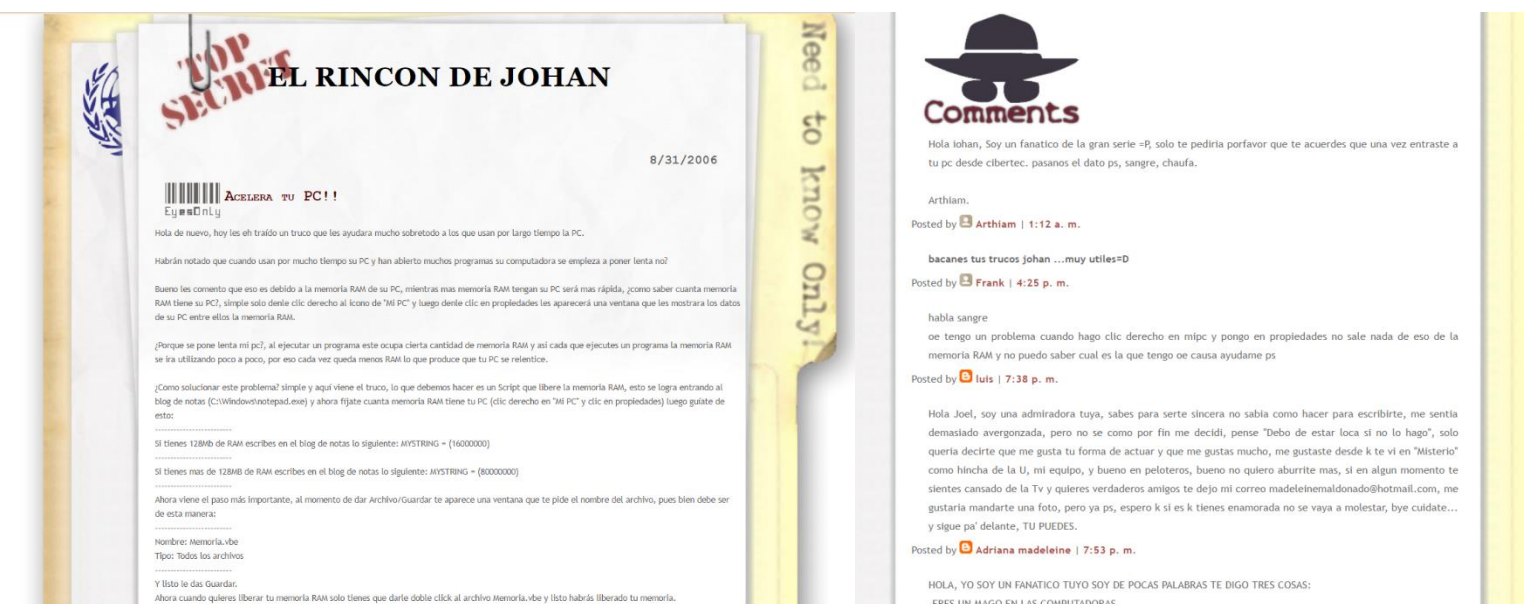 TOP SECRET
EL RINCON DE JOHAN
8/31/2006
ACELERA TU PC!!
EyesOnly
Hola de nuevo, hoy les eh traído un truco que les ayudara mucho sobretodo a los que usan por largo tiempo la PC.
Habrán notado que cuando usan por mucho tiempo su PC y han abierto muchos programas su computadora se empieza a poner lenta no?
Bueno les comento que eso es debido a la memoria RAM de su PC, mientras mas memoria RAM tengan su PC será mas rápida, ¿como saber cuanta memoria
RAM tiene su PC?, simple solo denle clic derecho al icono de "Mi PC" y luego denle clic en propiedades les aparecerá una ventana que les mostrara los datos
de su PC entre ellos la memoria RAM.
¿Porque se pone lenta mi pc?, al ejecutar un programa este ocupa cierta cantidad de memoria RAM y así cada que ejecutes un programa la memoria RAM
se ira utilizando poco a poco, por eso cada vez queda menos RAM lo que produce que tu PC se relentice.
¿Como solucionar este problema? simple y aquí viene el truco, lo que debemos hacer es un Script que libere la memoria RAM, esto se logra entrando al
blog de notas (C:\Windows\notepad.exe) y ahora fíjate cuanta memoria RAM tiene tu PC (clic derecho en "Mi PC" y clic en propiedades) luego guíate de
esto:
--------------------------
Si tienes 128Mb de RAM escribes en el blog de notas lo siguiente: MYSTRING = (16000000)
--------------------------
Si tienes mas de 128MB de RAM escribes en el blog de notas lo siguiente: MYSTRING = (80000000)
--------------------------
Ahora viene el paso más importante, al momento de dar Archivo/Guardar te aparece una ventana que te pide el nombre del archivo, pues bien debe ser
de esta manera:
--------------------------
Nombre: Memoria.vbe
Tipo: Todos los archivos
--------------------------
Y listo le das Guardar.
Ahora cuando quieres liberar tu memoria RAM solo tienes que darle doble click al archivo Memoria.vbe y listo habrás liberado tu memoria.
Need to know Only!
Comments
Hola iohan, Soy un fanatico de la gran serie =P, solo te pediria porfavor que te acuerdes que una vez entraste a
tu pc desde cibertec. pasanos el dato ps, sangre, chaufa.
Arthiam.
Posted by Arthiam | 1:12 a. m.
bacanes tus trucos johan ...muy utiles=D
Posted by Frank | 4:25 p. m.
habla sangre
oe tengo un problema cuando hago clic derecho en mipc y pongo en propiedades no sale nada de eso de la
memoria RAM y no puedo saber cual es la que tengo oe causa ayudame ps
Posted by luis | 7:38 p. m.
Hola Joel, soy una admiradora tuya, sabes para serte sincera no sabia como hacer para escribirte, me sentia
demasiado avergonzada, pero no se como por fin me decidi, pense "Debo de estar loca si no lo hago", solo
queria decirte que me gusta tu forma de actuar y que me gustas mucho, me gustaste desde k te vi en "Misterio"
como hincha de la U, mi equipo, y bueno en peloteros, bueno no quiero aburrite mas, si en algun momento te
sientes cansado de la Tv y quieres verdaderos amigos te dejo mi correo madeleinemaldonado@hotmail.com, me
gustaria mandarte una foto, pero ya ps, espero k si es k tienes enamorada no se vaya a molestar, bye cuidate...
y sigue pa' delante, TU PUEDES.
Posted by Adriana madeleine | 7:53 p. m.
HOLA, YO SOY UN FANATICO TUYO SOY DE POCAS PALABRAS TE DIGO TRES COSAS:
-ERES UN MAGO EN LAS COMPUTADORAS